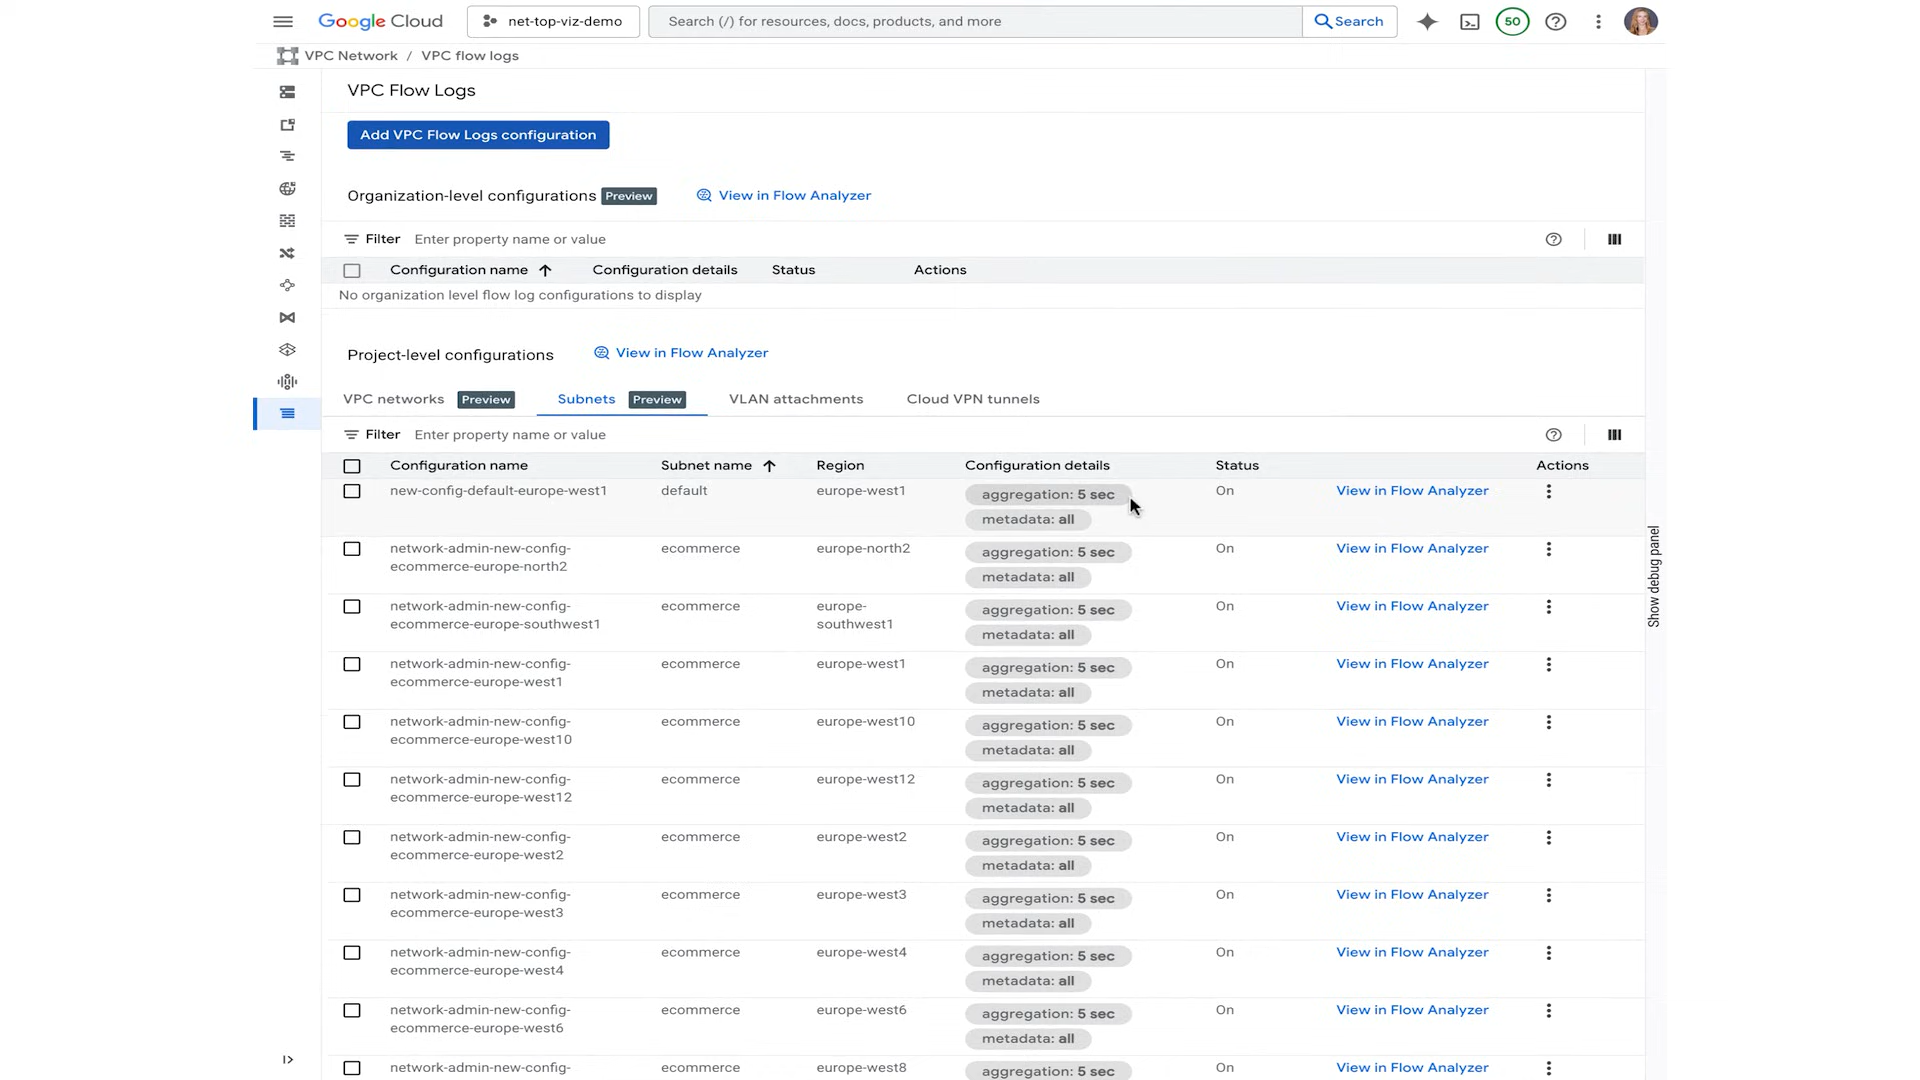 Google Cloud
net-top-viz-demo
Search (/) for resources, docs, products, and more
Search
50
VPC Network / VPC flow logs
VPC Flow Logs
Add VPC Flow Logs configuration
Organization-level configurations Preview View in Flow Analyzer
Filter Enter property name or value
Configuration name Configuration details Status Actions
No organization level flow log configurations to display
Project-level configurations View in Flow Analyzer
VPC networks Preview Subnets Preview VLAN attachments Cloud VPN tunnels
Filter Enter property name or value
Configuration name Subnet name Region Configuration details Status Actions
new-config-default-europe-west1 default europe-west1 aggregation: 5 sec On View in Flow Analyzer
metadata: all
network-admin-new-config- ecommerce europe-north2 aggregation: 5 sec On View in Flow Analyzer
ecommerce-europe-north2 metadata: all
network-admin-new-config- ecommerce europe- aggregation: 5 sec On View in Flow Analyzer
ecommerce-europe-southwest1 southwest1 metadata: all
network-admin-new-config- ecommerce europe-west1 aggregation: 5 sec On View in Flow Analyzer
ecommerce-europe-west1 metadata: all
network-admin-new-config- ecommerce europe-west10 aggregation: 5 sec On View in Flow Analyzer
ecommerce-europe-west10 metadata: all
network-admin-new-config- ecommerce europe-west12 aggregation: 5 sec On View in Flow Analyzer
ecommerce-europe-west12 metadata: all
network-admin-new-config- ecommerce europe-west2 aggregation: 5 sec On View in Flow Analyzer
ecommerce-europe-west2 metadata: all
network-admin-new-config- ecommerce europe-west3 aggregation: 5 sec On View in Flow Analyzer
ecommerce-europe-west3 metadata: all
network-admin-new-config- ecommerce europe-west4 aggregation: 5 sec On View in Flow Analyzer
ecommerce-europe-west4 metadata: all
network-admin-new-config- ecommerce europe-west6 aggregation: 5 sec On View in Flow Analyzer
ecommerce-europe-west6 metadata: all
network-admin-new-config- ecommerce europe-west8 aggregation: 5 sec On View in Flow Analyzer
Show debug panel